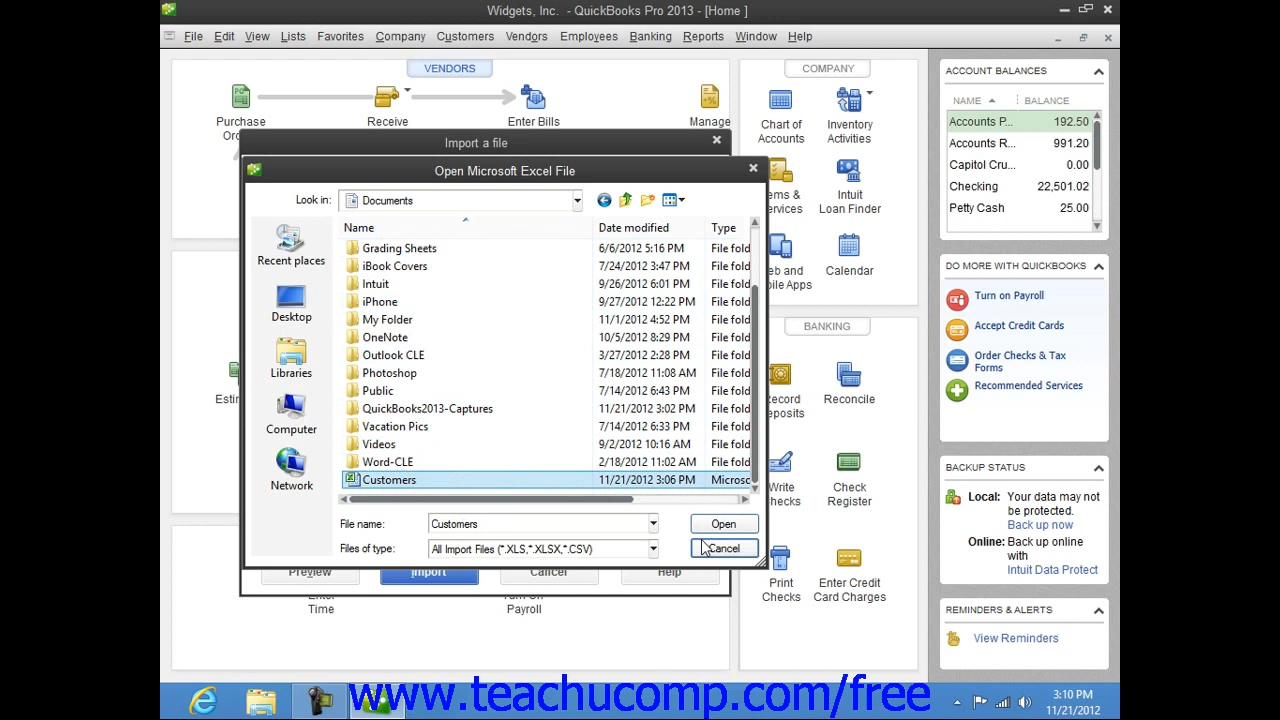 Widgets, Inc. - QuickBooks Pro 2013 - [Home ]
File Edit View Lists Favorites Company Customers Vendors Employees Banking Reports Window Help
VENDORS
Purchase
Receive
Enter Bills
Manage
Import a file
Open Microsoft Excel File
Look in:
Documents
Name Date modified Type
Grading Sheets 6/6/2012 5:16 PM File fold
iBook Covers 7/24/2012 3:47 PM File fold
Intuit 9/26/2012 6:01 PM File fold
iPhone 9/27/2012 12:22 PM File fold
My Folder 11/1/2012 4:52 PM File fold
OneNote 10/5/2012 8:29 PM File fold
Outlook CLE 3/27/2012 2:28 PM File fold
Photoshop 7/18/2012 11:08 AM File fold
Public 7/14/2012 6:43 PM File fold
QuickBooks2013-Captures 11/21/2012 3:02 PM File fold
Vacation Pics 7/14/2012 6:33 PM File fold
Videos 9/2/2012 10:16 AM File fold
Word-CLE 2/18/2012 11:02 AM File fold
Customers 11/21/2012 3:06 PM Microsc
Recent places
Desktop
Libraries
Computer
Network
File name: Customers Open
Files of type: All Import Files (*.XLS,*.XLSX,*.CSV) Cancel
Preview Import Cancel Help
Enter
Time
Turn On
Payroll
COMPANY
Chart of
Accounts
Inventory
Activities
Intuit
Loan Finder
Calendar
BANKING
Reconcile
Check
Register
Print
Checks
Enter Credit
Card Charges
ACCOUNT BALANCES
NAME BALANCE
Accounts P... 192.50
Accounts R... 991.20
Capitol Cru... 0.00
Checking 22,501.02
Petty Cash 25.00
DO MORE WITH QUICKBOOKS
Turn on Payroll
Accept Credit Cards
Order Checks & Tax
Forms
Recommended Services
BACKUP STATUS
Local: Your data may not
be protected.
Back up now
Online: Back up online
with
Intuit Data Protect
REMINDERS & ALERTS
View Reminders
www.teachucomp.com/free
3:10 PM
11/21/2012